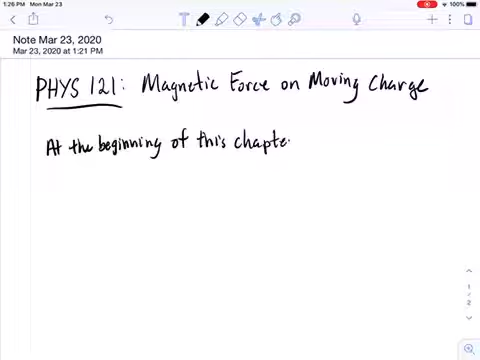 1:26 PM Mon Mar 23
100%
Note Mar 23, 2020
Mar 23, 2020 at 1:21 PM
PHYS 121: Magnetic Force on Moving Charge
At the beginning of this chapte
1
/
2